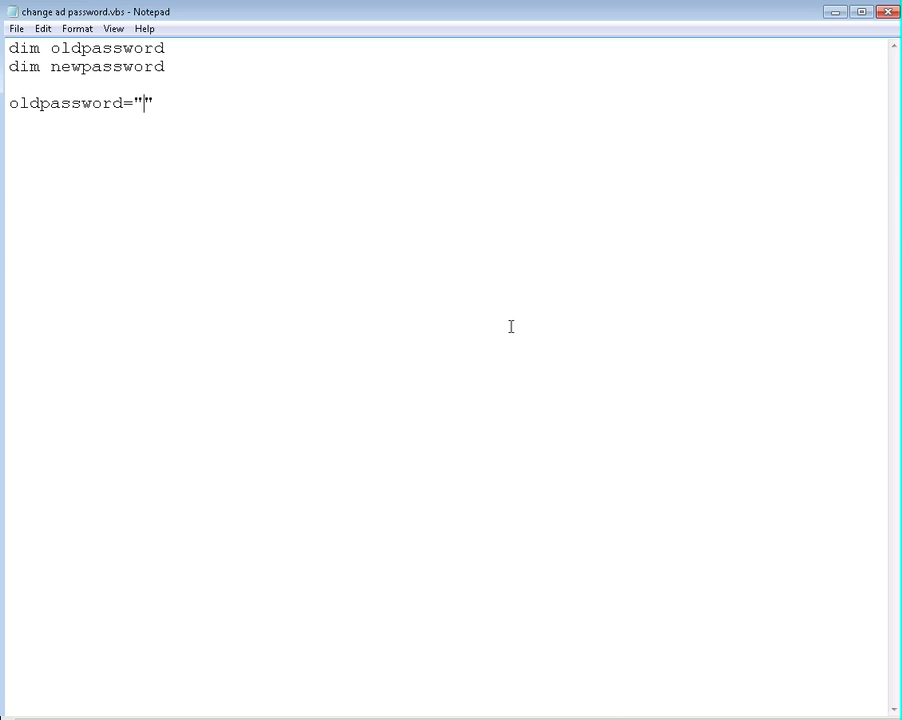 change ad password.vbs - Notepad
File Edit Format View Help
dim oldpassword
dim newpassword
oldpassword=""